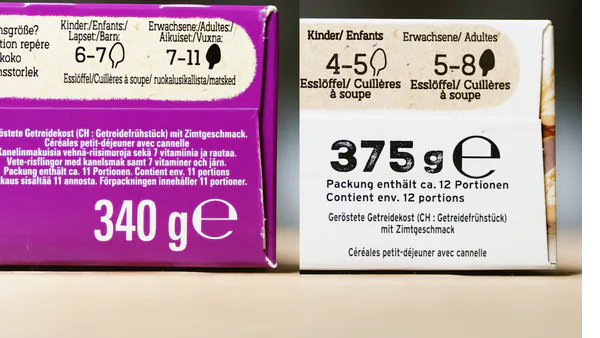 nsgröße? Kinder/Enfants/ Erwachsene/Adultes/
tion repère Lapset/Barn: Aikuiset/Vuxna:
koko 6-7 7-11
nsstorlek
Esslöffel/Cuillères à soupe/ ruokalusikallista/matsked
östete Getreidekost (CH : Getreidefrühstück) mit Zimtgeschmack.
Céréales petit-déjeuner avec cannelle
Kanelinmakuisia vehnä-riisimuroja sekä 7 vitamiinia ja rautaa.
Vete-risflingor med kanelsmak samt 7 vitaminer och järn.
Packung enthält ca. 11 Portionen. Contient env. 11 portions
kaus sisältää 11 annosta. Förpackningen innehåller 11 portioner.
340 g e
Kinder/ Enfants Erwachsene/ Adultes
4-5 5-8
Esslöffel/ Cuillères Esslöffel/ Cuillères
à soupe à soupe
375 g e
Packung enthält ca. 12 Portionen
Contient env. 12 portions
Geröstete Getreidekost (CH : Getreidefrühstück)
mit Zimtgeschmack
Céréales petit-déjeuner avec cannelle